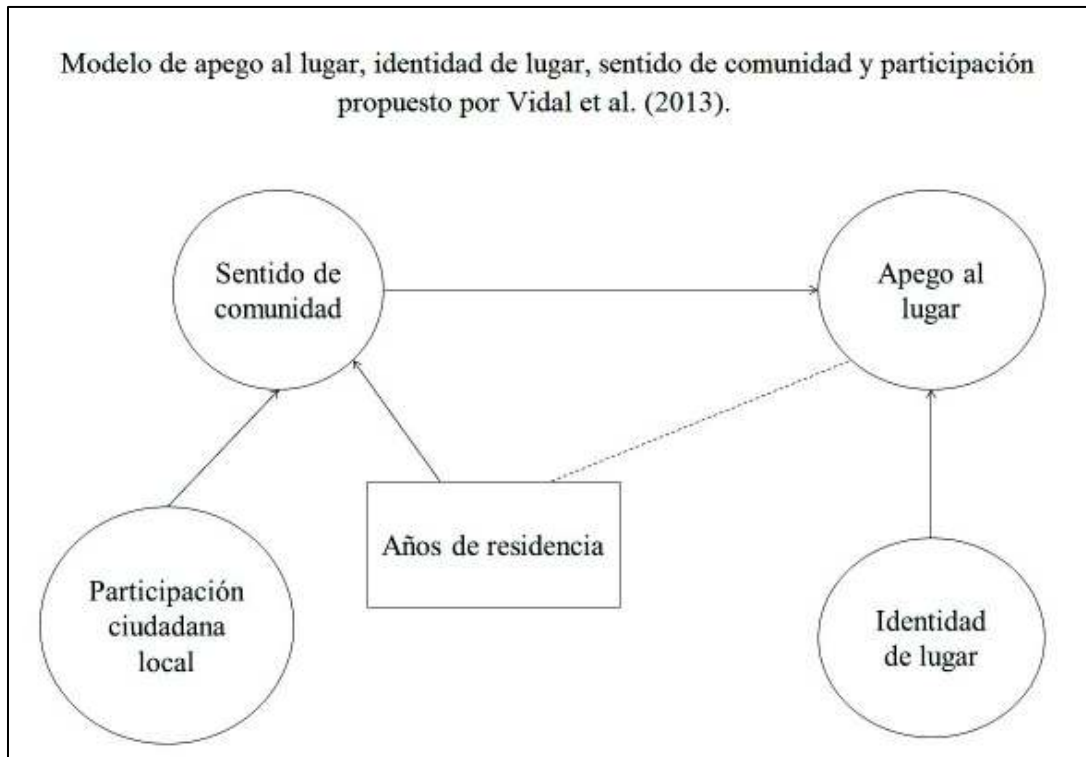 Modelo de apego al lugar, identidad de lugar, sentido de comunidad y participación
propuesto por Vidal et al. (2013).
Sentido de
comunidad
Apego al
lugar
Años de residencia
Participación
ciudadana
local
Identidad
de lugar